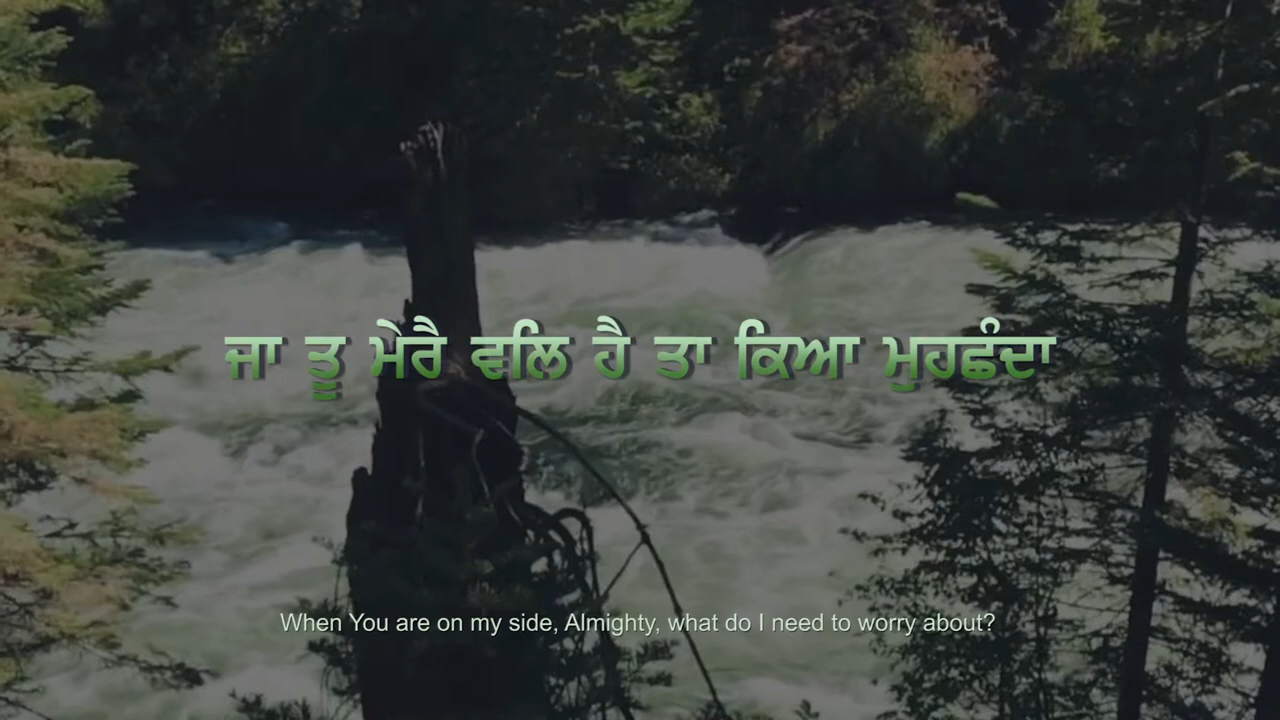 ਜਾ ਤੂ ਮੇਰੈ ਵਲਿ ਹੈ ਤਾ ਕਿਆ ਮੁਹਛੰਦਾ
When You are on my side, Almighty, what do I need to worry about?